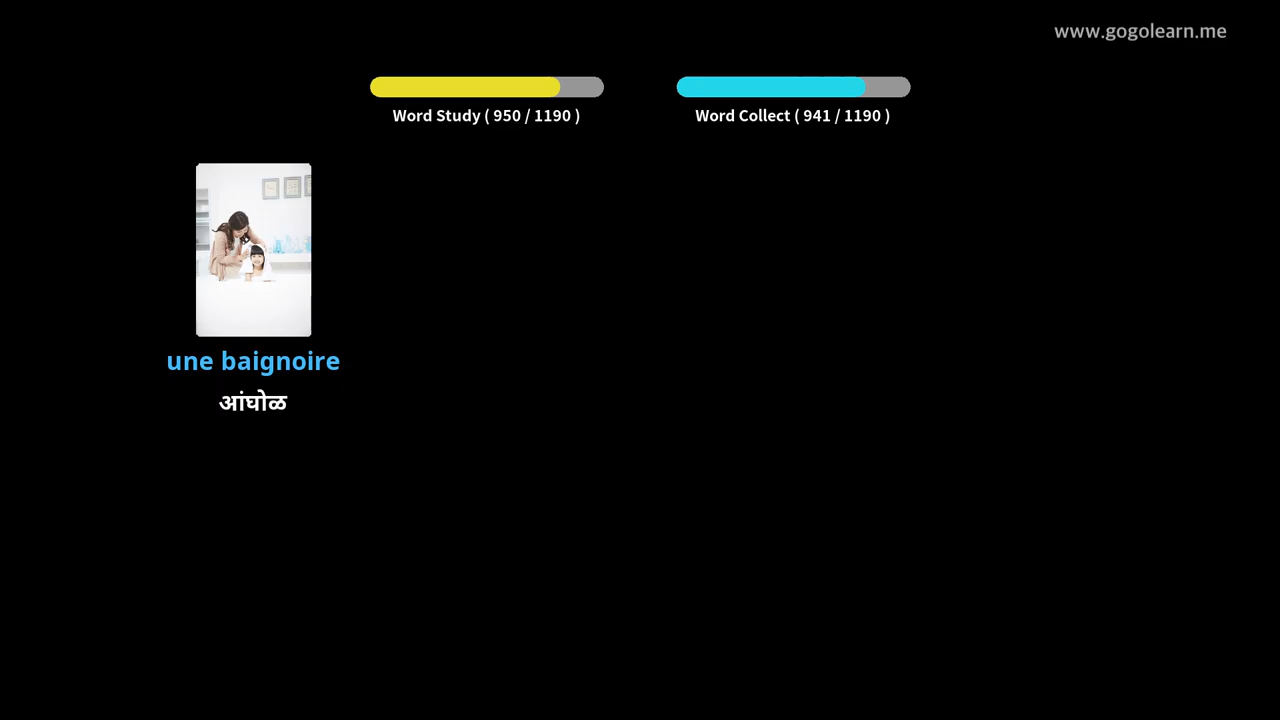 www.gogolearn.me
Word Study ( 950 / 1190 )
Word Collect ( 941 / 1190 )
une baignoire
आंघोळ